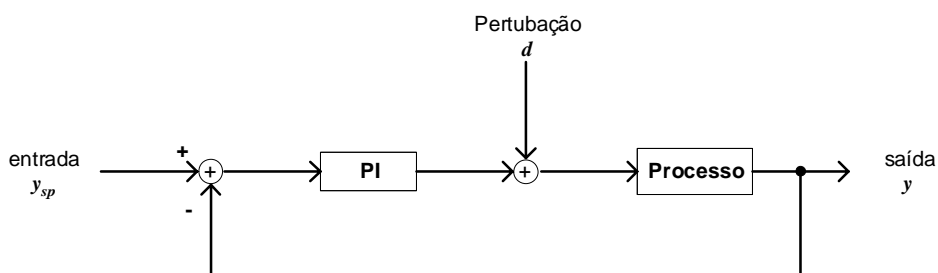 Pertubação
d
entrada
y_sp
+
+
-
PI
+
Processo
saída
y